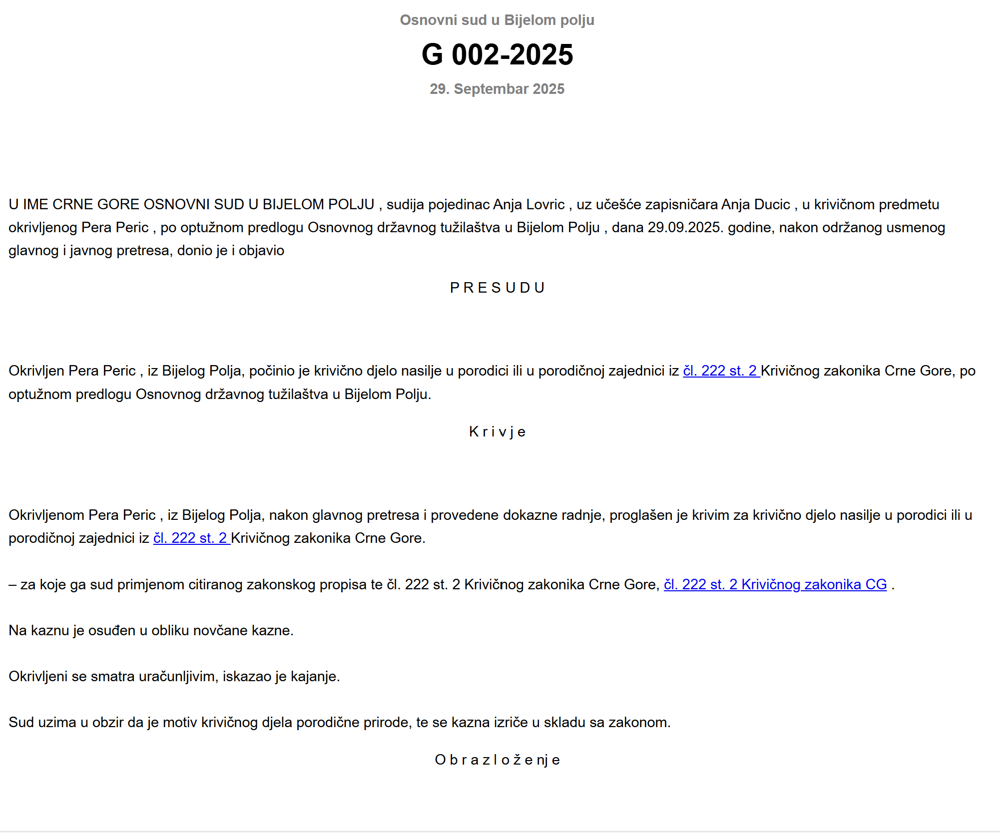 Osnovni sud u Bijelom polju
G 002-2025
29. Septembar 2025
U IME CRNE GORE OSNOVNI SUD U BIJELOM POLJU , sudija pojedinac Anja Lovric , uz učešće zapisničara Anja Ducic , u krivičnom predmetu
okrivljenog Pera Peric , po optužnom predlogu Osnovnog državnog tužilaštva u Bijelom Polju , dana 29.09.2025. godine, nakon održanog usmenog
glavnog i javnog pretresa, donio je i objavio
P R E S U D U
Okrivljen Pera Peric , iz Bijelog Polja, počinio je krivično djelo nasilje u porodici ili u porodičnoj zajednici iz čl. 222 st. 2 Krivičnog zakonika Crne Gore, po
optužnom predlogu Osnovnog državnog tužilaštva u Bijelom Polju.
K r i v j e
Okrivljenom Pera Peric , iz Bijelog Polja, nakon glavnog pretresa i provedene dokazne radnje, proglašen je krivim za krivično djelo nasilje u porodici ili u
porodičnoj zajednici iz čl. 222 st. 2 Krivičnog zakonika Crne Gore.
– za koje ga sud primjenom citiranog zakonskog propisa te čl. 222 st. 2 Krivičnog zakonika Crne Gore, čl. 222 st. 2 Krivičnog zakonika CG .
Na kaznu je osuđen u obliku novčane kazne.
Okrivljeni se smatra uračunljivim, iskazao je kajanje.
Sud uzima u obzir da je motiv krivičnog djela porodične prirode, te se kazna izriče u skladu sa zakonom.
O b r a z l o ž e nj e